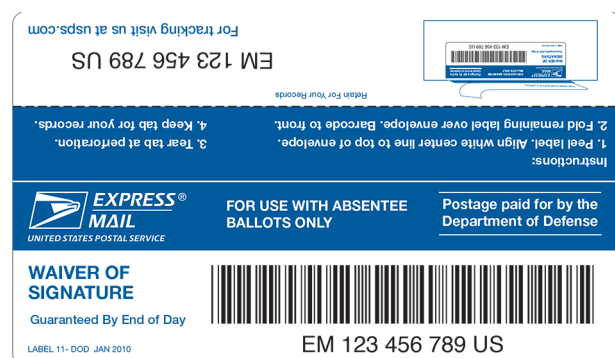 For tracking visit us at usps.com
EM 123 456 789 US
Retain For Your Records
Instructions:
1. Peel label. Align white center line to top of envelope.
2. Fold remaining label over envelope. Barcode to front.
3. Tear tab at perforation.
4. Keep tab for your records.
EXPRESS®
MAIL
UNITED STATES POSTAL SERVICE
FOR USE WITH ABSENTEE
BALLOTS ONLY
Postage paid for by the
Department of Defense
WAIVER OF
SIGNATURE
Guaranteed By End of Day
LABEL 11- DOD JAN 2010
EM 123 456 789 US